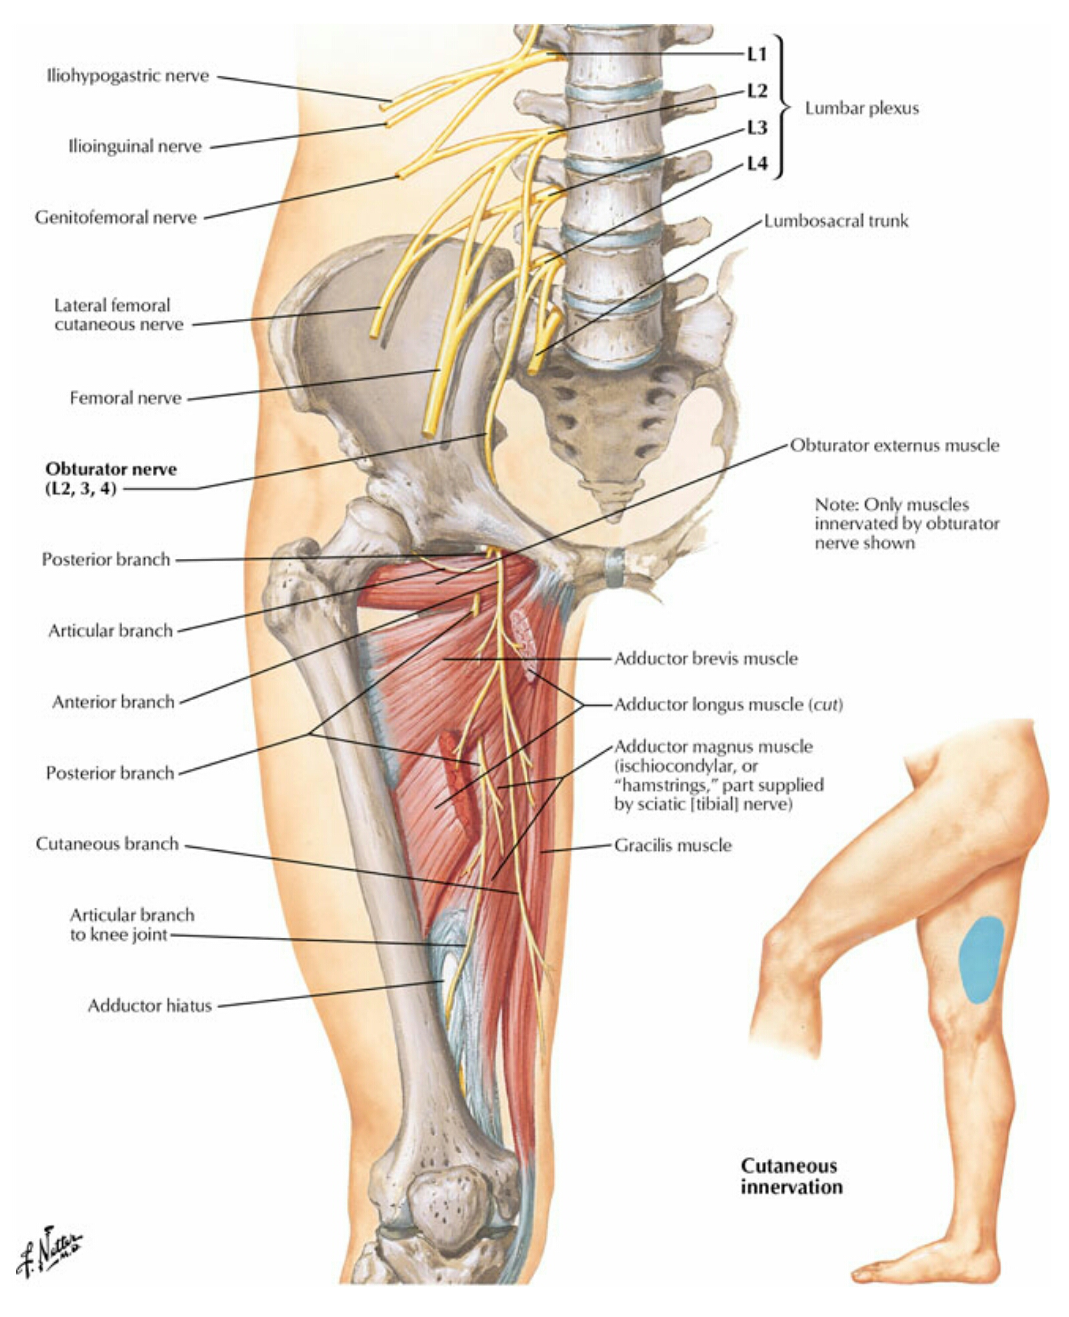 Iliohypogastric nerve
Ilioinguinal nerve
Genitofemoral nerve
Lateral femoral
cutaneous nerve
Femoral nerve
Obturator nerve
(L2, 3, 4)
Posterior branch
Articular branch
Anterior branch
Posterior branch
Cutaneous branch
Articular branch
to knee joint
Adductor hiatus
L1
L2
L3
L4
Lumbar plexus
Lumbosacral trunk
Obturator externus muscle
Note: Only muscles
innervated by obturator
nerve shown
Adductor brevis muscle
Adductor longus muscle (cut)
Adductor magnus muscle
(ischiocondylar, or
“hamstrings,” part supplied
by sciatic [tibial] nerve)
Gracilis muscle
Cutaneous
innervation
F. Netter
M.D.